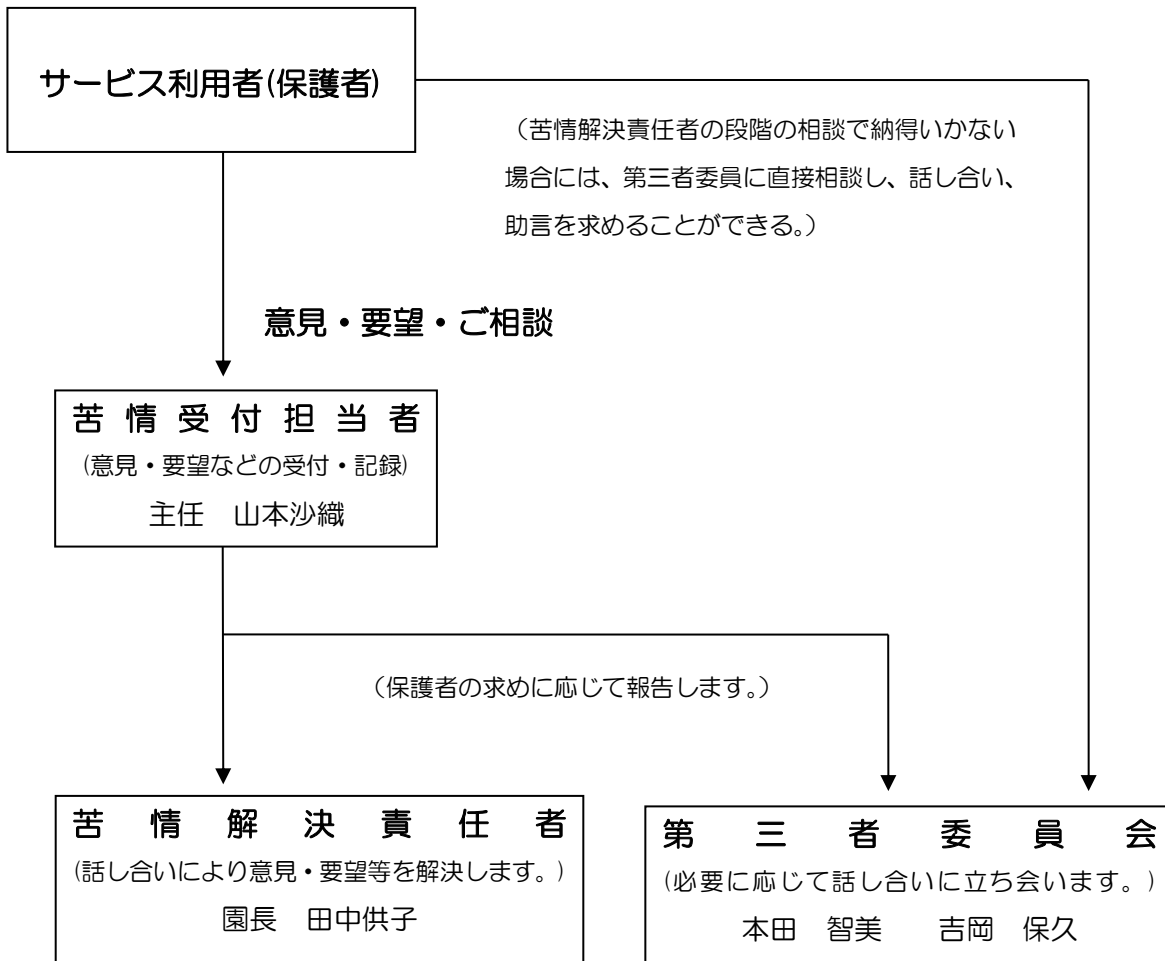 サービス利用者(保護者)
（苦情解決責任者の段階の相談で納得いかない
場合には、第三者委員に直接相談し、話し合い、
助言を求めることができる。）
意見・要望・ご相談
苦情受付担当者
(意見・要望などの受付・記録)
主任　山本沙織
（保護者の求めに応じて報告します。）
苦情解決責任者
(話し合いにより意見・要望等を解決します。)
園長　田中供子
第三者委員会
(必要に応じて話し合いに立ち会います。)
本田　智美　　吉岡　保久